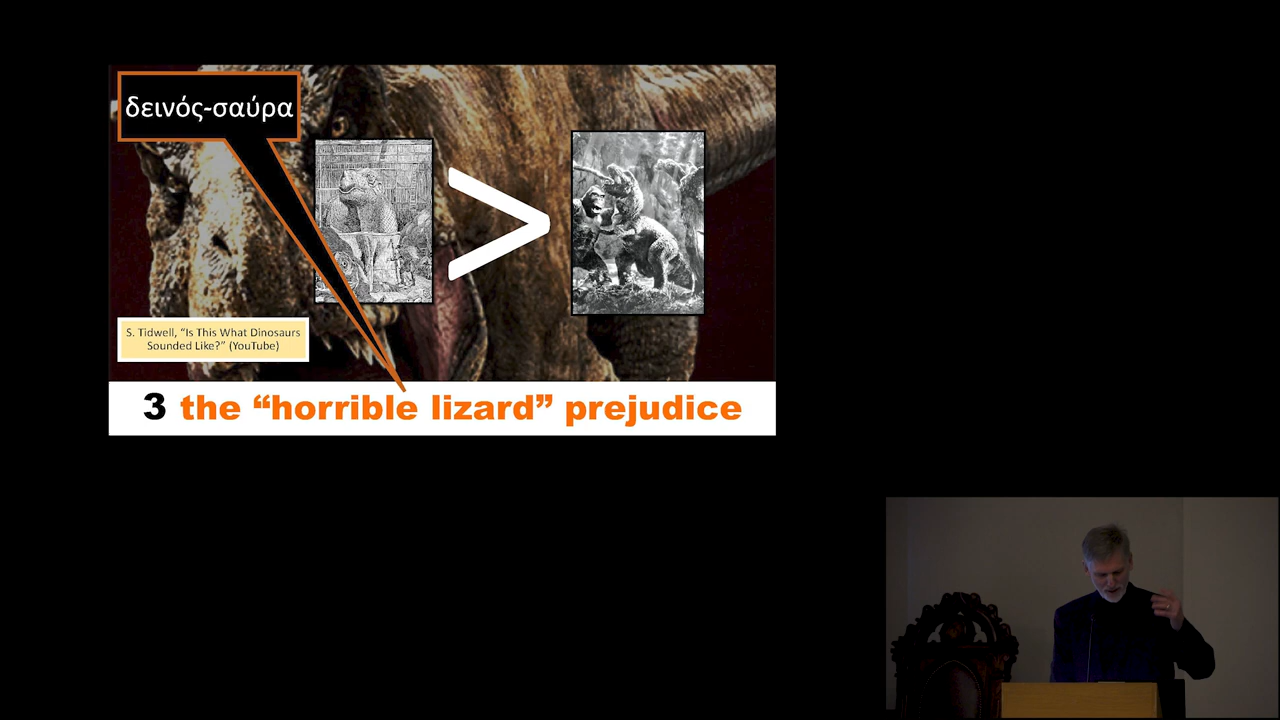 δεινός-σαύρα
>
S. Tidwell, “Is This What Dinosaurs
Sounded Like?” (YouTube)
3 the “horrible lizard” prejudice